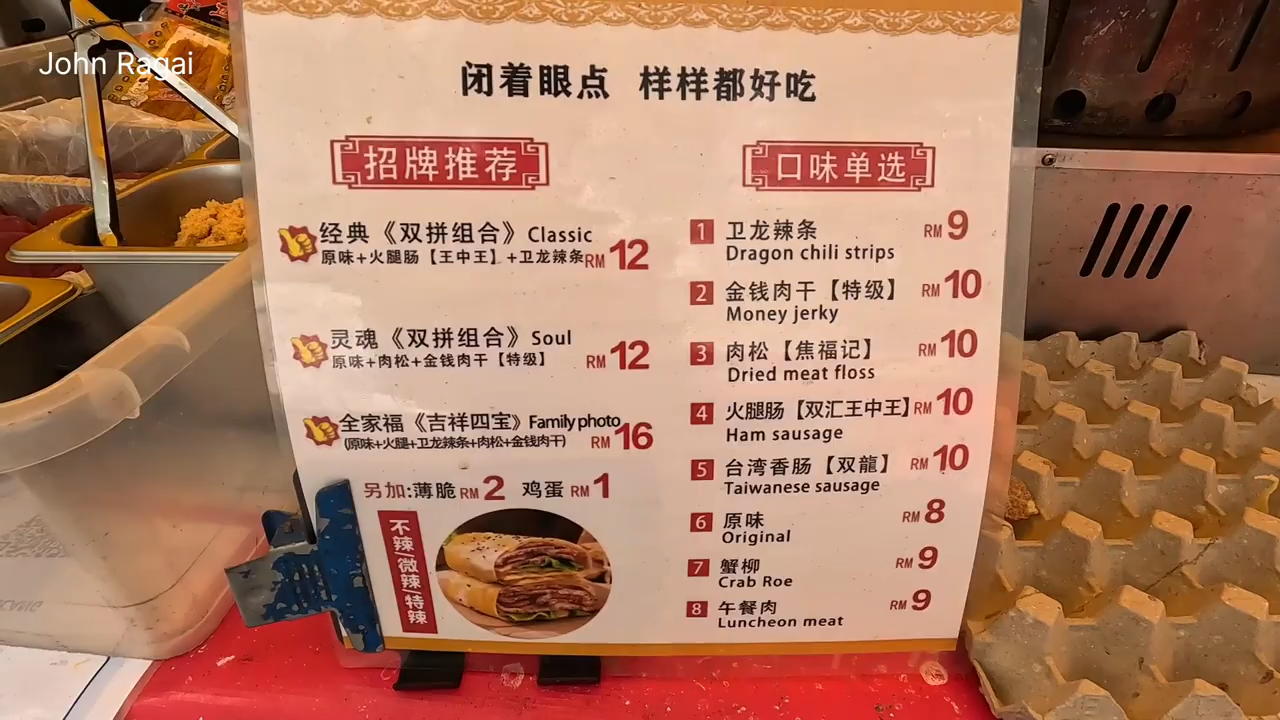 John Ragai
闭着眼点 样样都好吃
招牌推荐
经典《双拼组合》Classic
原味+火腿肠【王中王】+卫龙辣条 RM 12
灵魂《双拼组合》Soul
原味+肉松+金钱肉干【特级】 RM 12
全家福《吉祥四宝》Family photo
(原味+火腿+卫龙辣条+肉松+金钱肉干) RM 16
另加:薄脆 RM 2 鸡蛋 RM 1
不辣/微辣/特辣
口味单选
1 卫龙辣条 RM 9
Dragon chili strips
2 金钱肉干【特级】 RM 10
Money jerky
3 肉松【焦福记】 RM 10
Dried meat floss
4 火腿肠【双汇王中王】 RM 10
Ham sausage
5 台湾香肠【双龍】 RM 10
Taiwanese sausage
6 原味 RM 8
Original
7 蟹柳 RM 9
Crab Roe
8 午餐肉 RM 9
Luncheon meat